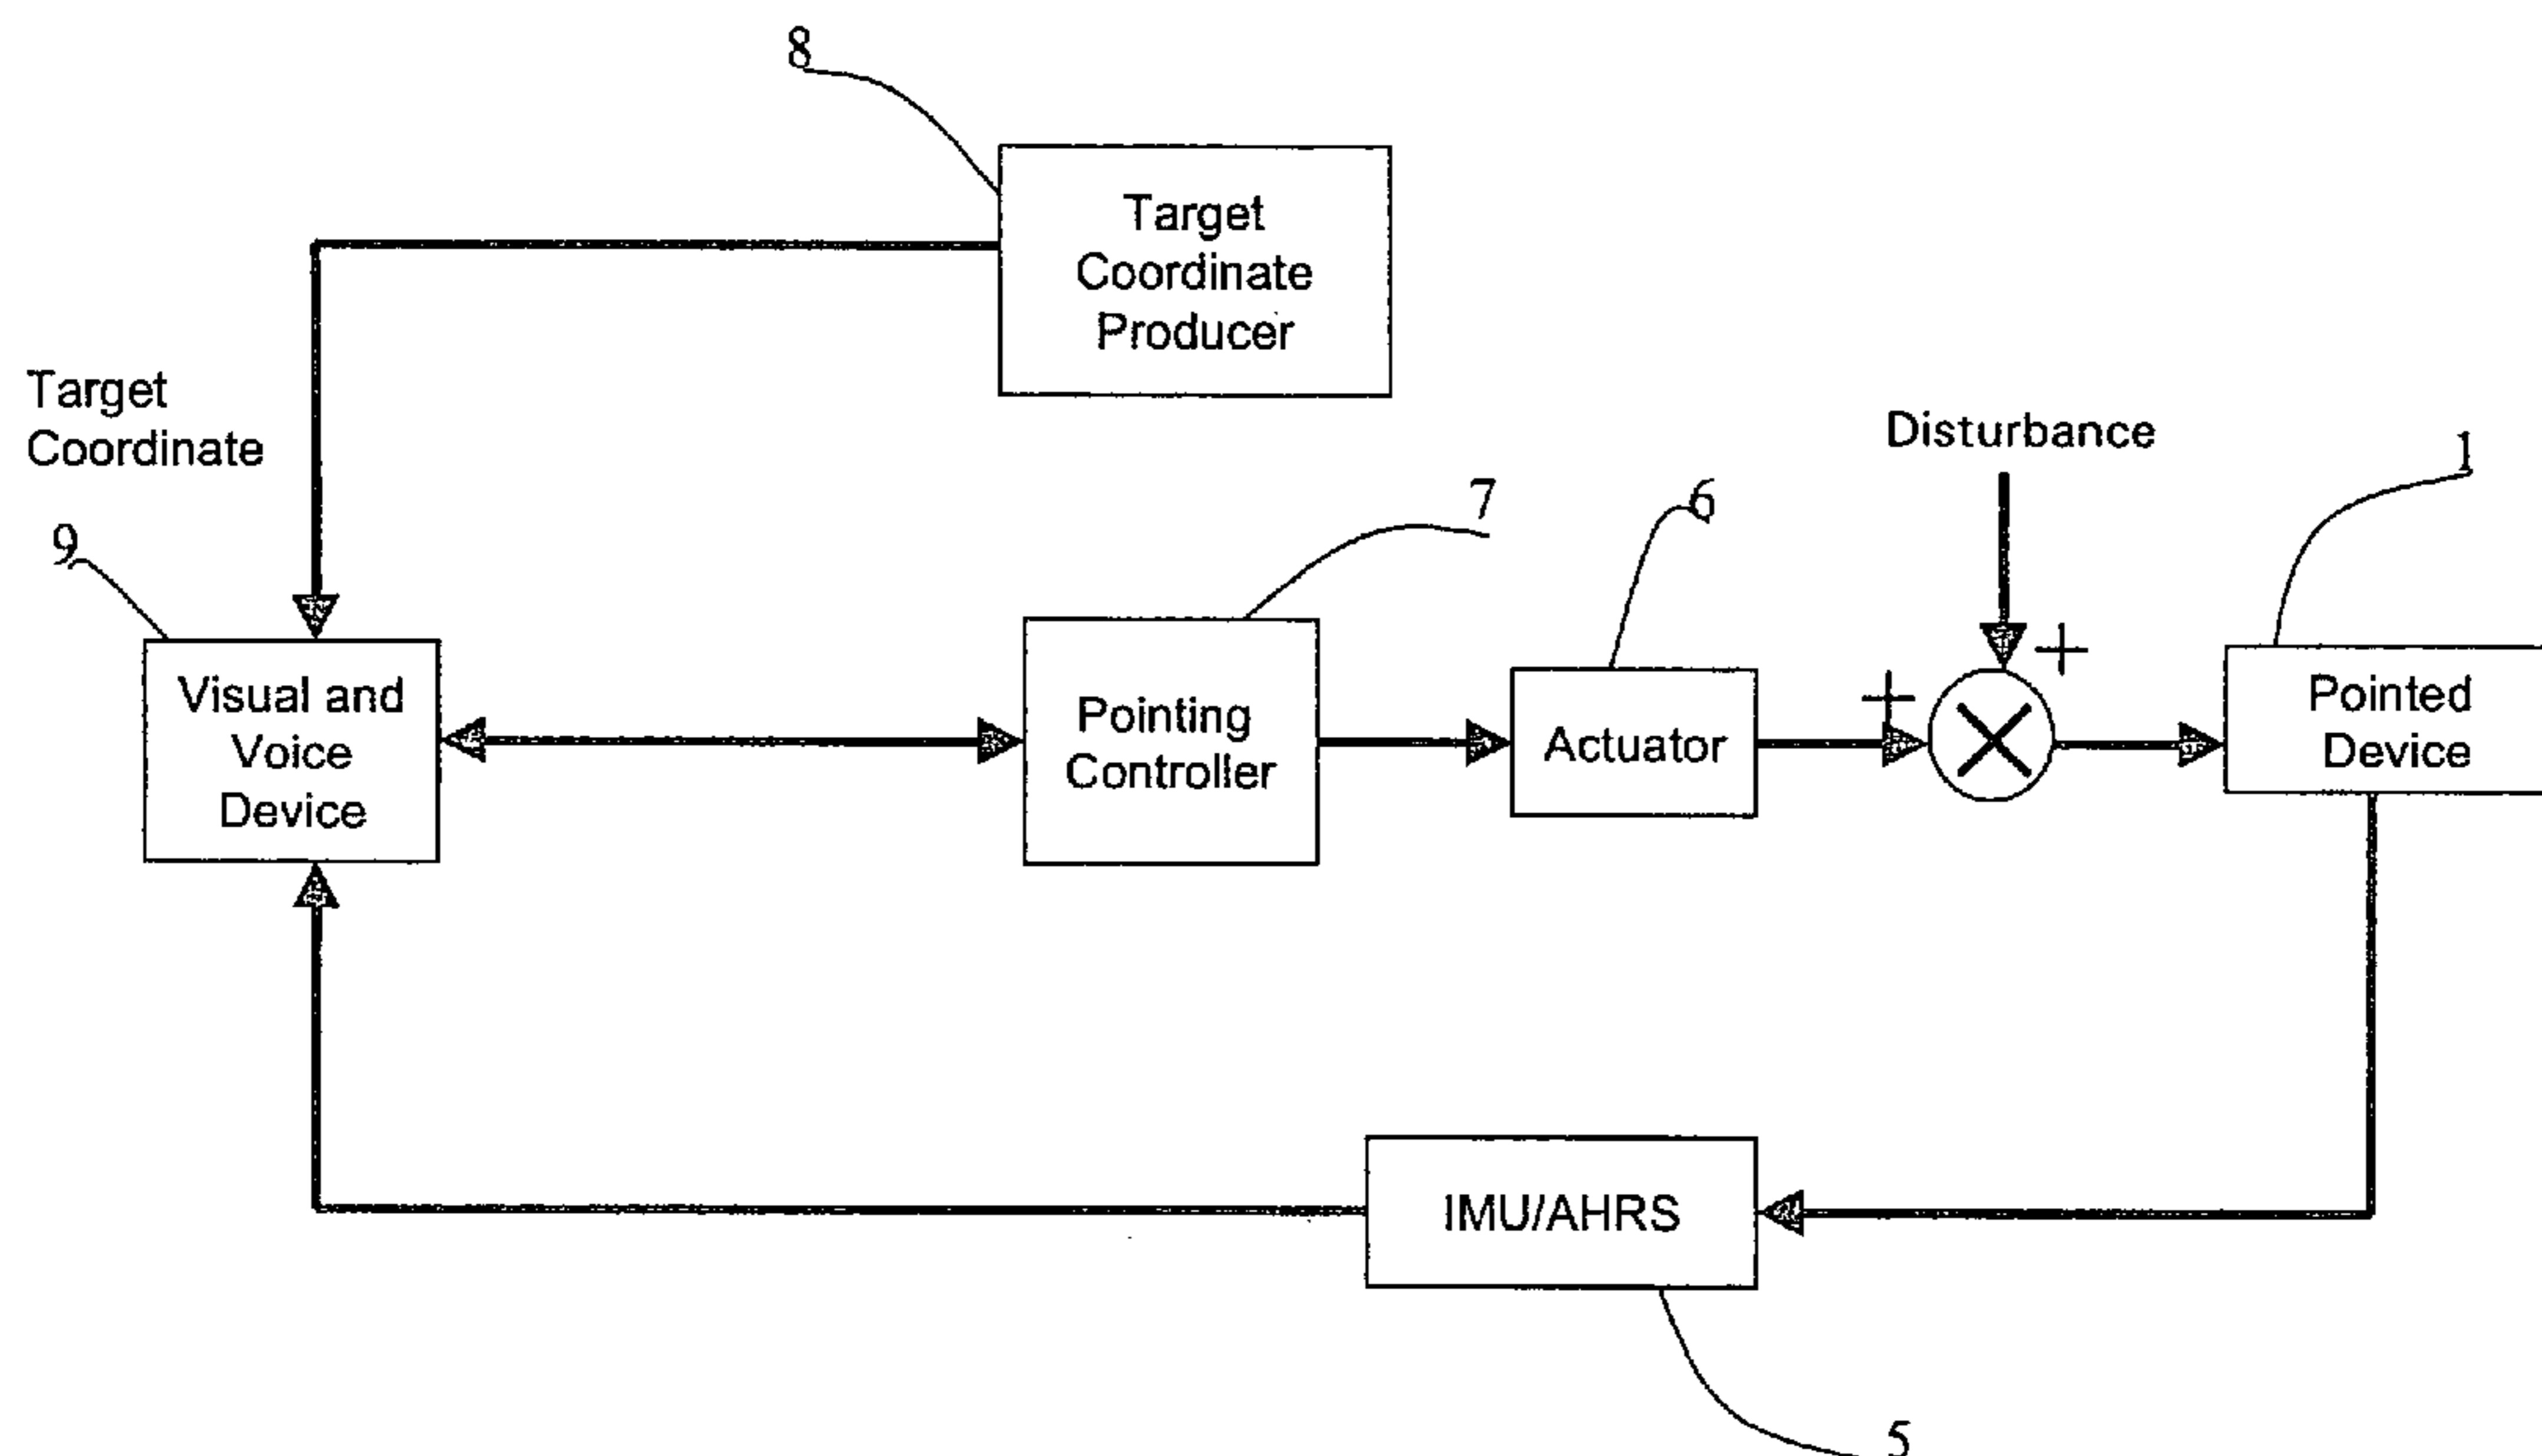 8
Target
Coordinate
Producer
Target
Coordinate
Disturbance
1
7
6
9
+
+
Visual and
Voice
Device
Pointing
Controller
Actuator
Pointed
Device
IMU/AHRS
5